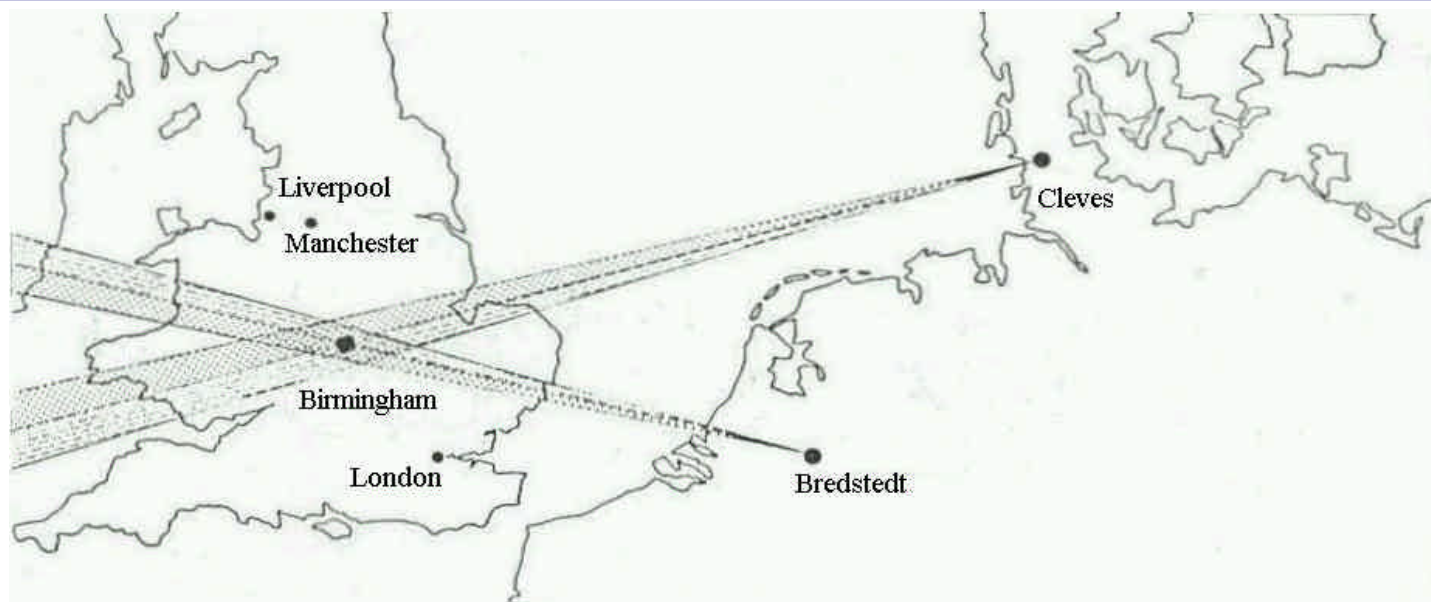 Liverpool
Manchester
Cleves
Birmingham
London
Bredstedt